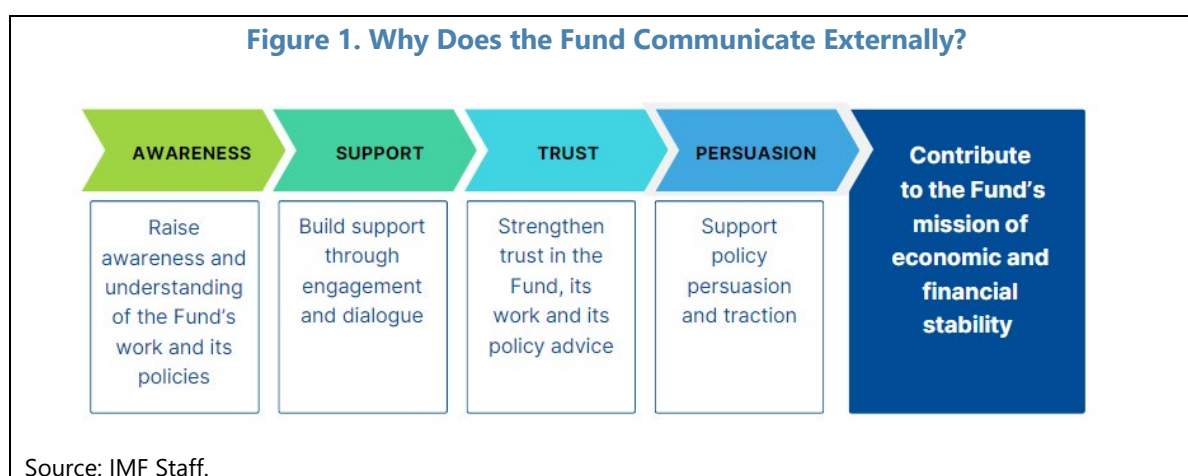 Figure 1. Why Does the Fund Communicate Externally?
AWARENESS
SUPPORT
TRUST
PERSUASION
Raise
awareness and
understanding
of the Fund's
work and its
policies
Build support
through
engagement
and dialogue
Strengthen
trust in the
Fund, its
work and its
policy advice
Support
policy
persuasion
and traction
Contribute
to the Fund's
mission of
economic and
financial
stability
Source: IMF Staff.